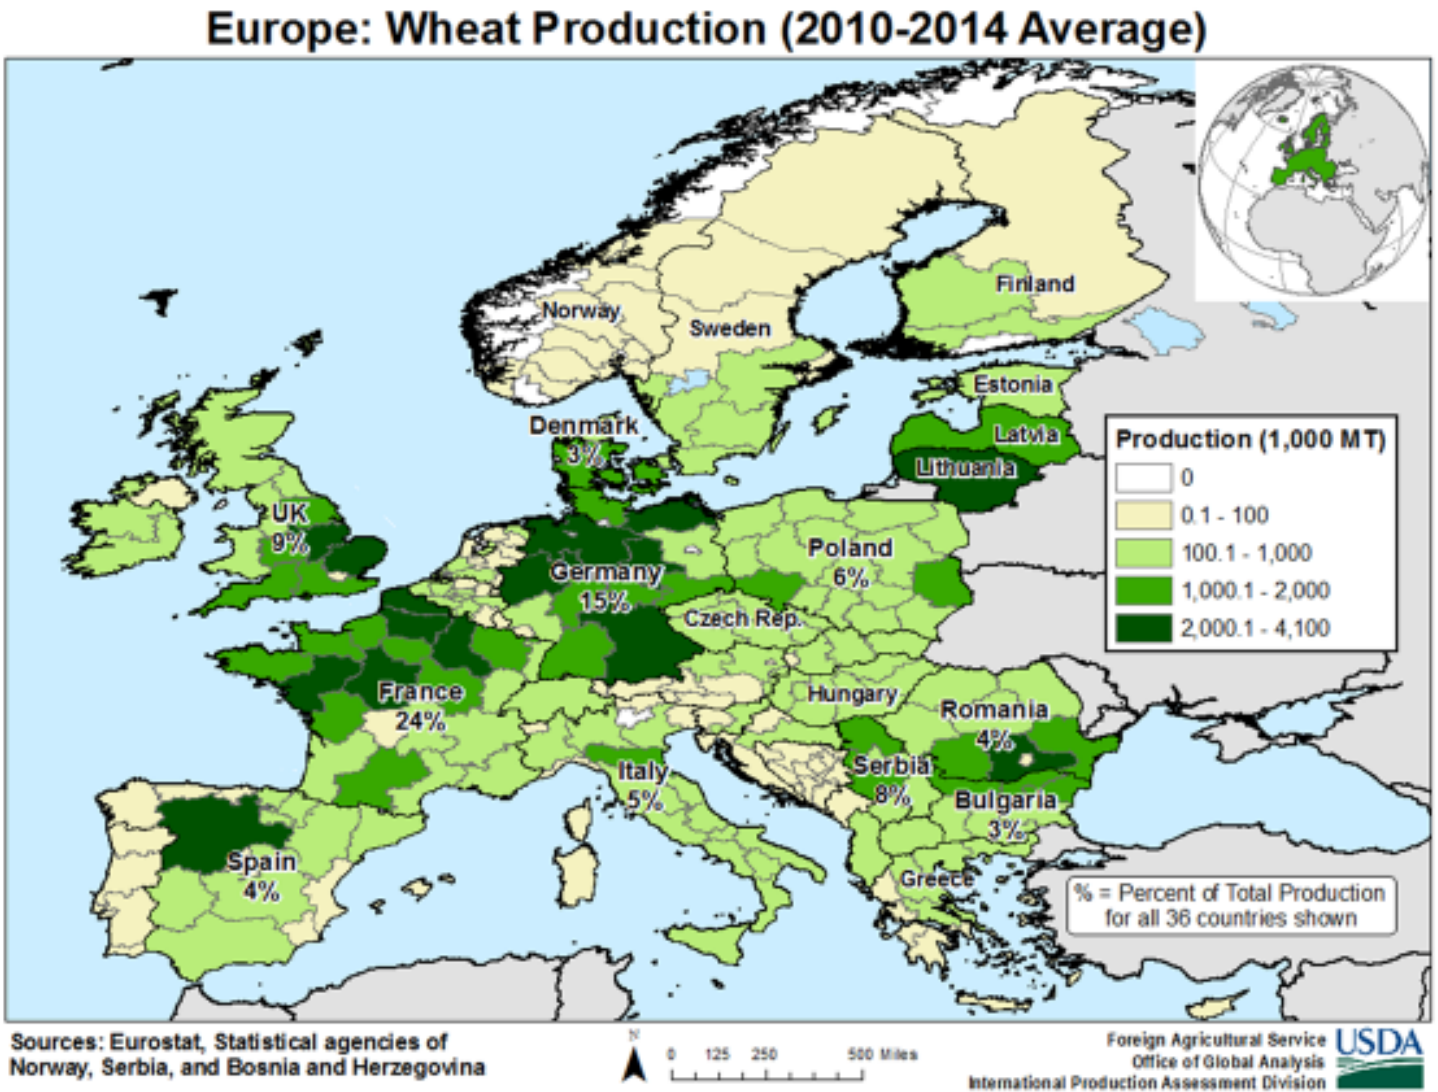 Europe: Wheat Production (2010-2014 Average)
Norway
Sweden
Finland
Estonia
Latvia
Lithuania
Denmark
3%
UK
9%
Germany
15%
Poland
6%
Czech Rep.
France
24%
Hungary
Romania
4%
Italy
5%
Serbia
8%
Bulgaria
3%
Spain
4%
Greece
Production (1,000 MT)
0
0.1 - 100
100.1 - 1,000
1,000.1 - 2,000
2,000.1 - 4,100
% = Percent of Total Production
for all 36 countries shown
Sources: Eurostat, Statistical agencies of
Norway, Serbia, and Bosnia and Herzegovina
N
0 125 250 500 Miles
Foreign Agricultural Service
Office of Global Analysis
International Production Assessment Division
USDA